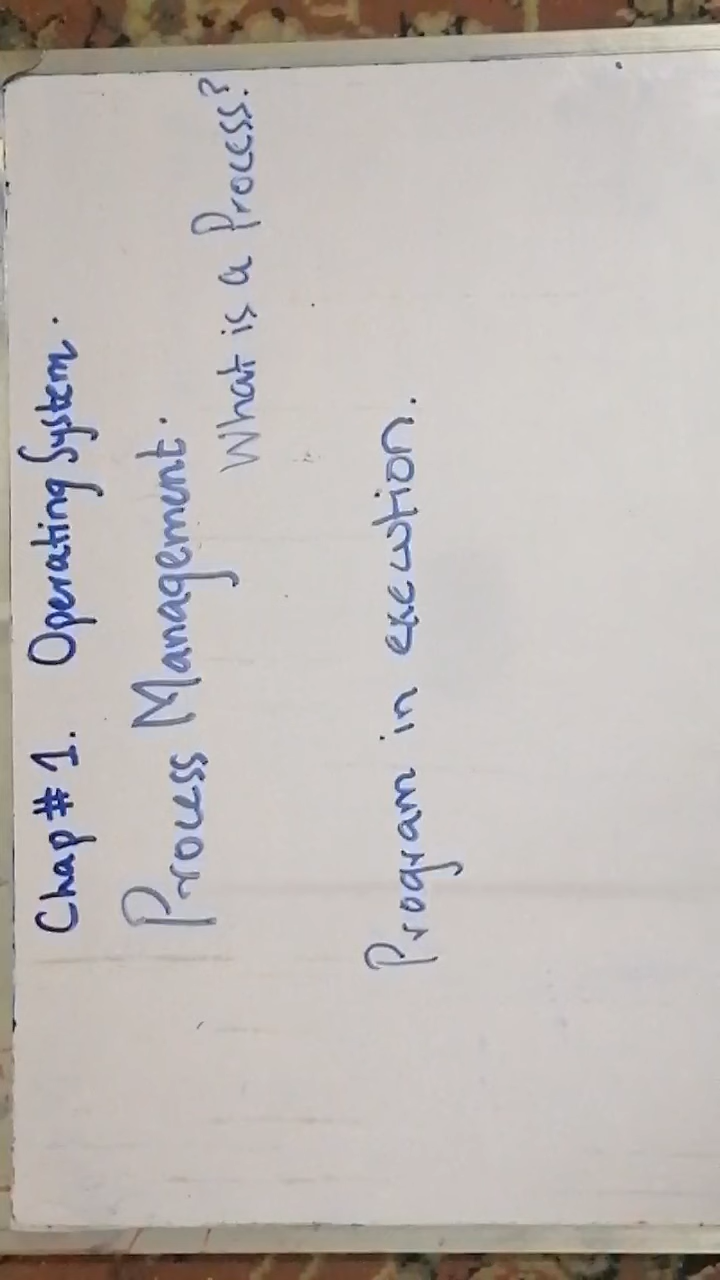 Chap # 1. Operating System.
Process Management.
What is a Process?
Program in execution.